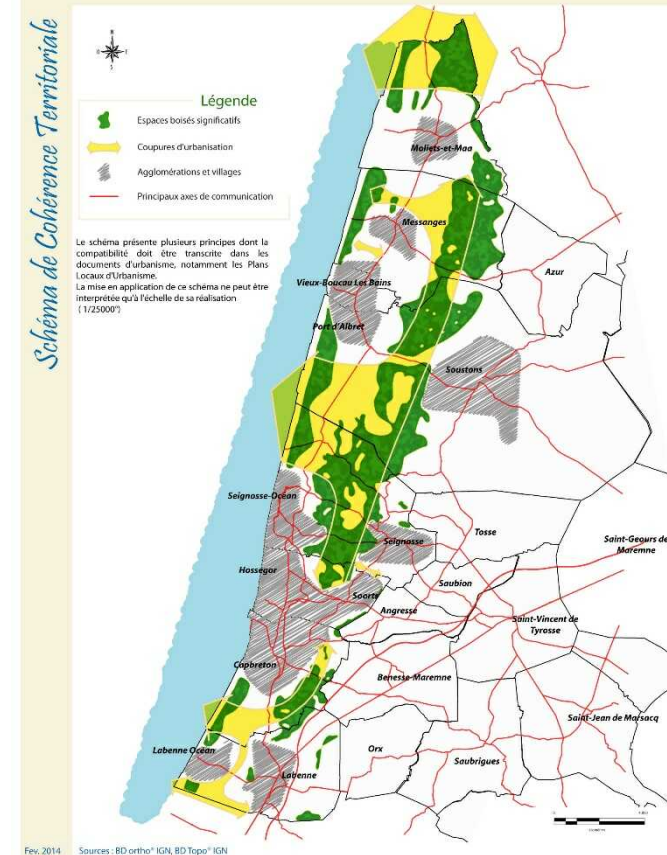 Schéma de Cohérence Territoriale
N
S
Légende
Espaces boisés significatifs
Coupures d'urbanisation
Agglomérations et villages
Principaux axes de communication
Le schéma présente plusieurs principes dont la
compatibilité doit être transcrite dans les
documents d'urbanisme, notamment les Plans
Locaux d'Urbanisme.
La mise en application de ce schéma ne peut être
interprétée qu'à l'échelle de sa réalisation
( 1/25000°)
Moliets-et-Maa
Messanges
Azur
Vieux-Boucau Les Bains
Port d'Albret
Soustons
Seignosse-Océan
Seignosse
Tosse
Saint-Geours de
Maremne
Hossegor
Saubion
Soorts
Angresse
Saint-Vincent de
Tyrosse
Capbreton
Benesse-Maremne
Saint-Jean de Marsacq
Labenne Océan
Labenne
Orx
Saubrigues
Fev. 2014
Sources : BD ortho® IGN, BD Topo® IGN